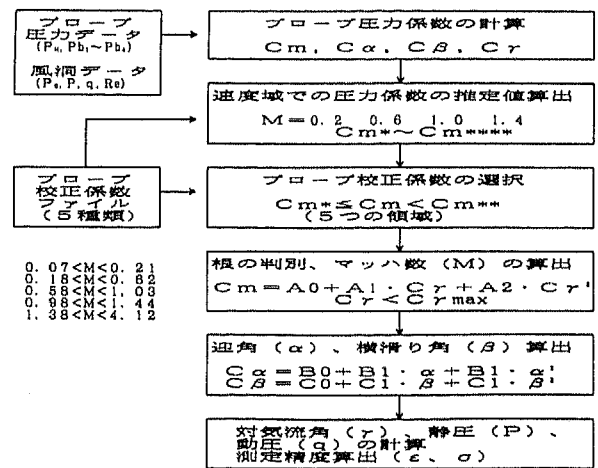 プローブ
圧力データ
(P_H, Pb₁~Pb₄)
風洞データ
(P₀, P, q, Re)
プローブ圧力係数の計算
Cm, Cα, Cβ, Cγ
速度域での圧力係数の推定値算出
M=0.2 0.6 1.0 1.4
Cm*~Cm****
プローブ
校正係数
ファイル
(5種類)
プローブ校正係数の選択
Cm*≦Cm<Cm**
(5つの領域)
0.07<M<0.21
0.18<M<0.62
0.58<M<1.03
0.98<M<1.44
1.38<M<4.12
根の判別、マッハ数(M)の算出
Cm=A0+A1·Cγ+A2·Cγ²
Cγ<Cγmax
迎角(α)、横滑り角(β)算出
Cα=B0+B1·α+B1·α²
Cβ=C0+C1·β+C1·β²
対気流角(γ)、静圧(P)、
動圧(q)の計算
測定精度算出(ε、σ)